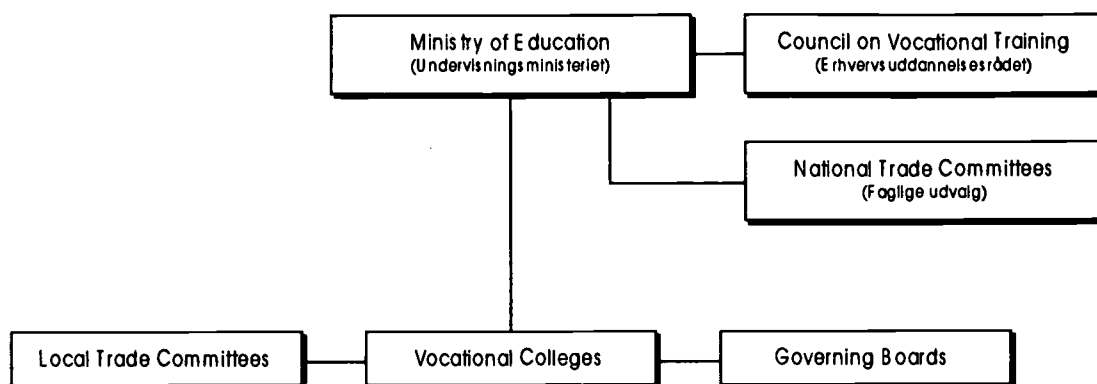 Ministry of Education
(Undervisningsministeriet)
Council on Vocational Training
(Erhvervsuddannelsesrådet)
National Trade Committees
(Faglige udvalg)
Local Trade Committees
Vocational Colleges
Governing Boards